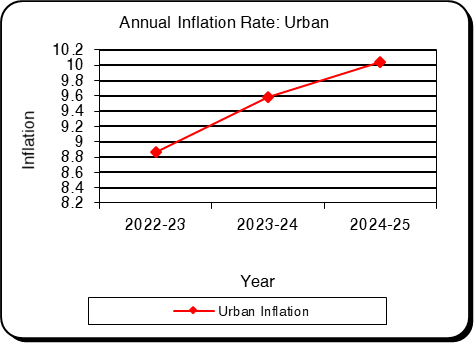 Annual Inflation Rate: Urban
10.2
10
9.8
9.6
9.4
9.2
9
8.8
8.6
8.4
8.2
Inflation
2022-23 2023-24 2024-25
Year
Urban Inflation